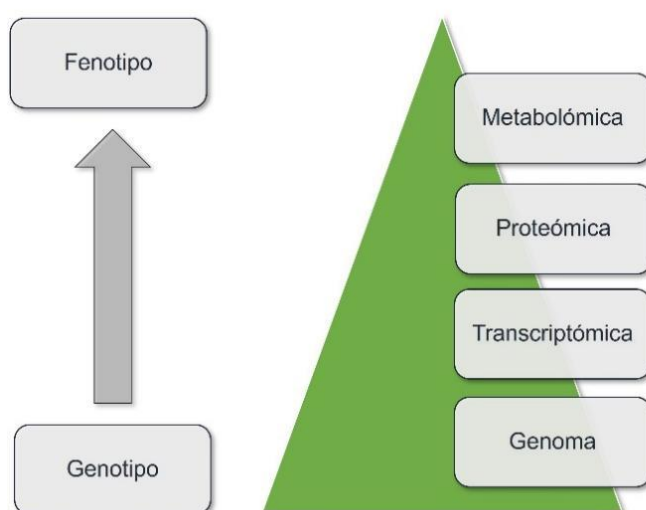 Fenotipo
Metabolómica
Proteómica
Transcriptómica
Genotipo
Genoma